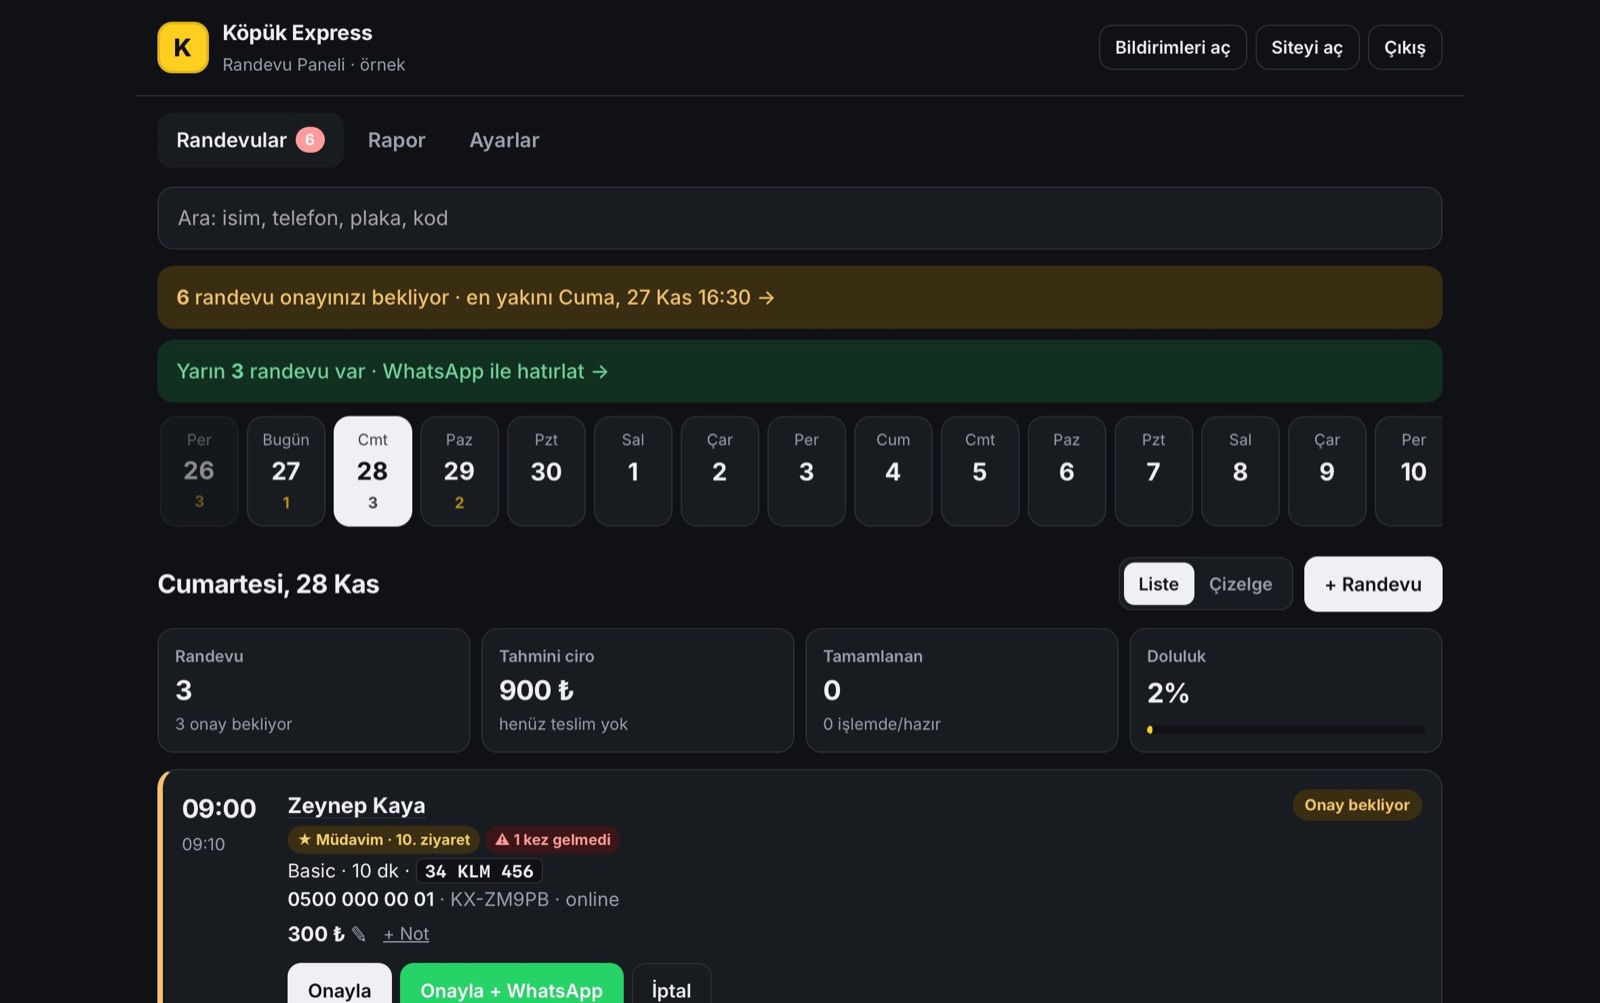 K
Köpük Express
Randevu Paneli · örnek
Bildirimleri aç
Siteyi aç
Çıkış
Randevular 6
Rapor
Ayarlar
Ara: isim, telefon, plaka, kod
6 randevu onayınızı bekliyor · en yakını Cuma, 27 Kas 16:30 →
Yarın 3 randevu var · WhatsApp ile hatırlat →
Per
26
3
Bugün
27
1
Cmt
28
3
Paz
29
2
Pzt
30
Sal
1
Çar
2
Per
3
Cum
4
Cmt
5
Paz
6
Pzt
7
Sal
8
Çar
9
Per
10
Cumartesi, 28 Kas
Liste
Çizelge
+ Randevu
Randevu
3
3 onay bekliyor
Tahmini ciro
900 ₺
henüz teslim yok
Tamamlanan
0
0 işlemde/hazır
Doluluk
2%
09:00
09:10
Zeynep Kaya
Onay bekliyor
★ Müdavim · 10. ziyaret
⚠ 1 kez gelmedi
Basic · 10 dk · 34 KLM 456
0500 000 00 01 · KX-ZM9PB · online
300 ₺ ✎ + Not
Onayla
Onayla + WhatsApp
İptal